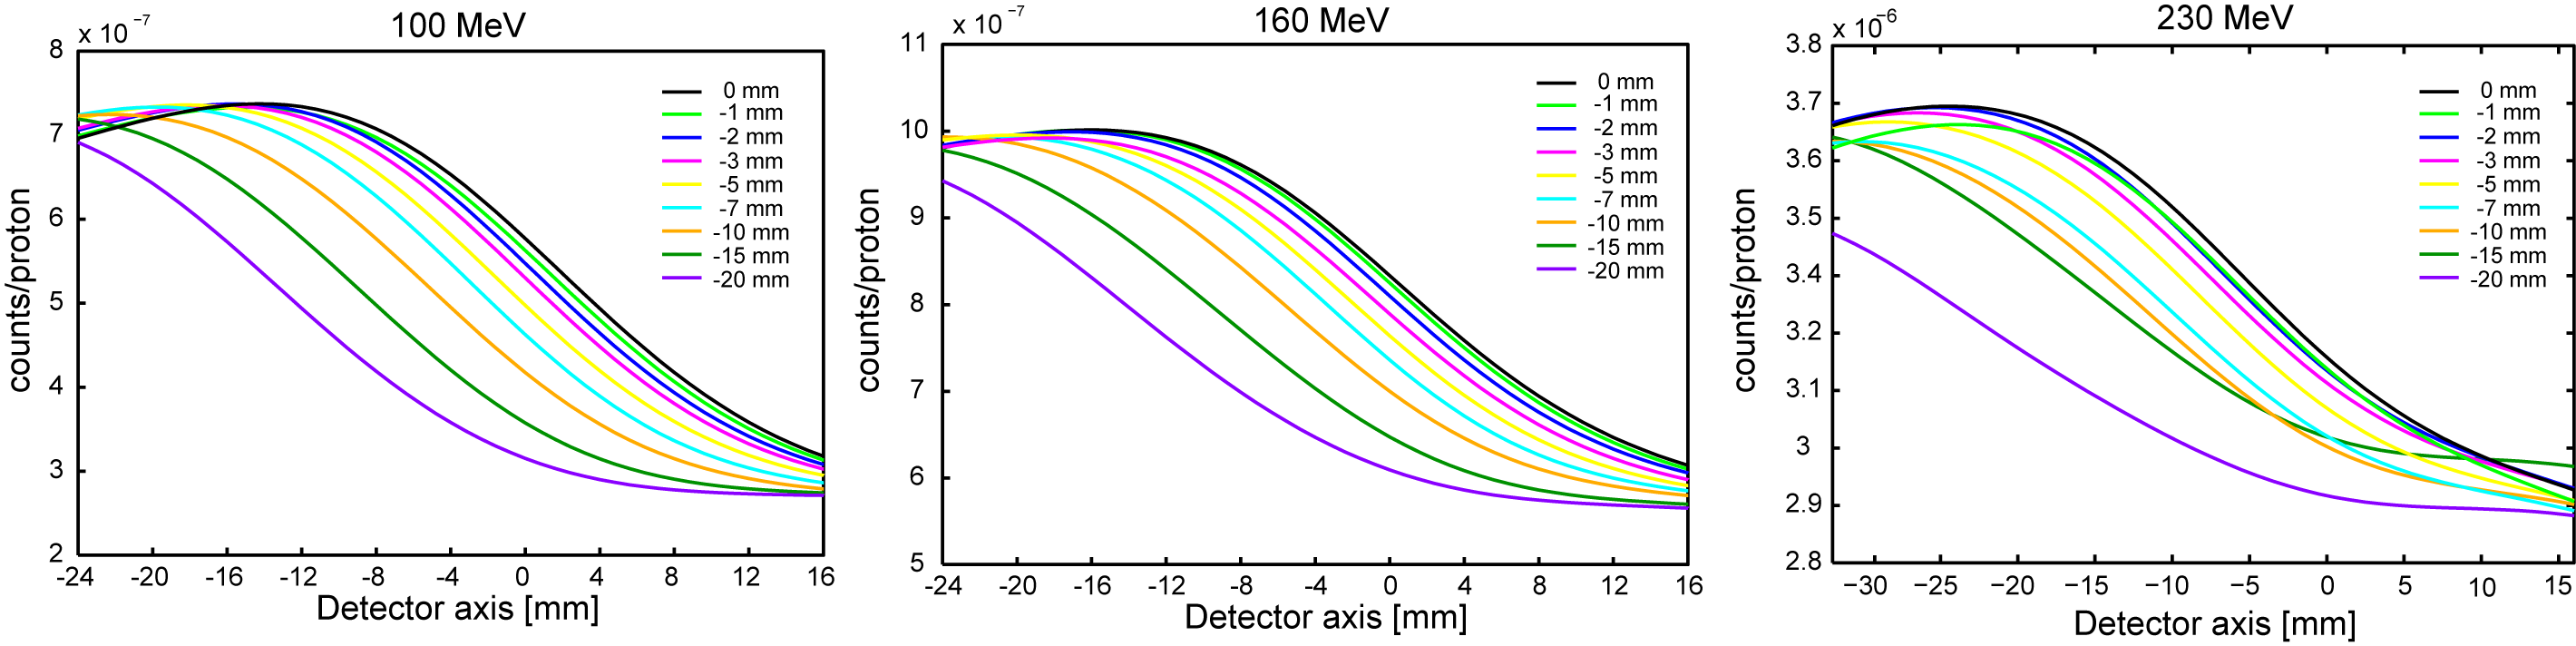 100 MeV
x 10⁻⁷
8
7
6
5
4
3
2
counts/proton
0 mm
-1 mm
-2 mm
-3 mm
-5 mm
-7 mm
-10 mm
-15 mm
-20 mm
-24 -20 -16 -12 -8 -4 0 4 8 12 16
Detector axis [mm]
160 MeV
x 10⁻⁷
11
10
9
8
7
6
5
counts/proton
0 mm
-1 mm
-2 mm
-3 mm
-5 mm
-7 mm
-10 mm
-15 mm
-20 mm
-24 -20 -16 -12 -8 -4 0 4 8 12 16
Detector axis [mm]
230 MeV
x 10⁻⁶
3.8
3.7
3.6
3.5
3.4
3.2
3.1
3
2.9
2.8
counts/proton
0 mm
-1 mm
-2 mm
-3 mm
-5 mm
-7 mm
-10 mm
-15 mm
-20 mm
−30 −25 −20 −15 −10 −5 0 5 10 15
Detector axis [mm]